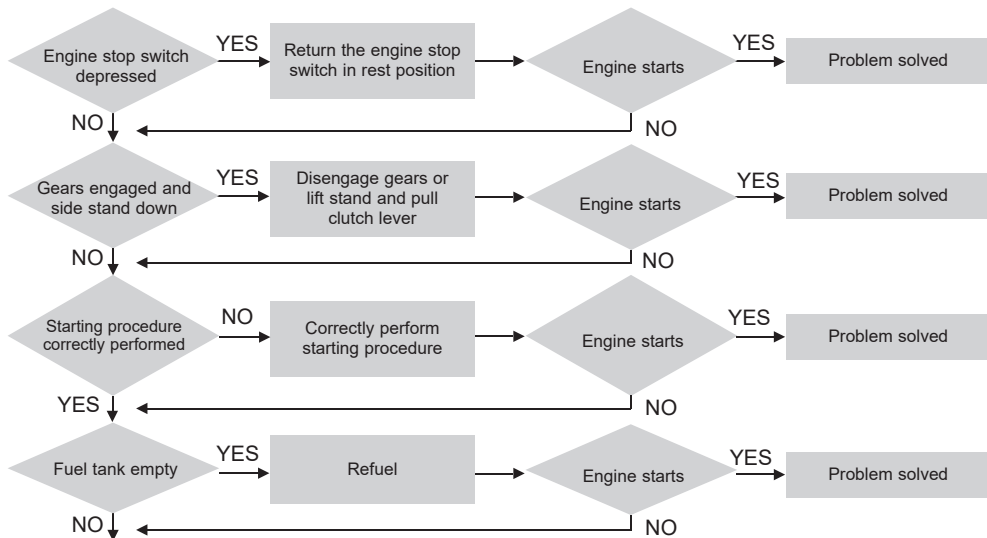 Engine stop switch
depressed
YES
Return the engine stop
switch in rest position
Engine starts
YES
Problem solved
NO
NO
Gears engaged and
side stand down
YES
Disengage gears or
lift stand and pull
clutch lever
Engine starts
YES
Problem solved
NO
NO
Starting procedure
correctly performed
NO
Correctly perform
starting procedure
Engine starts
YES
Problem solved
YES
NO
Fuel tank empty
YES
Refuel
Engine starts
YES
Problem solved
NO
NO